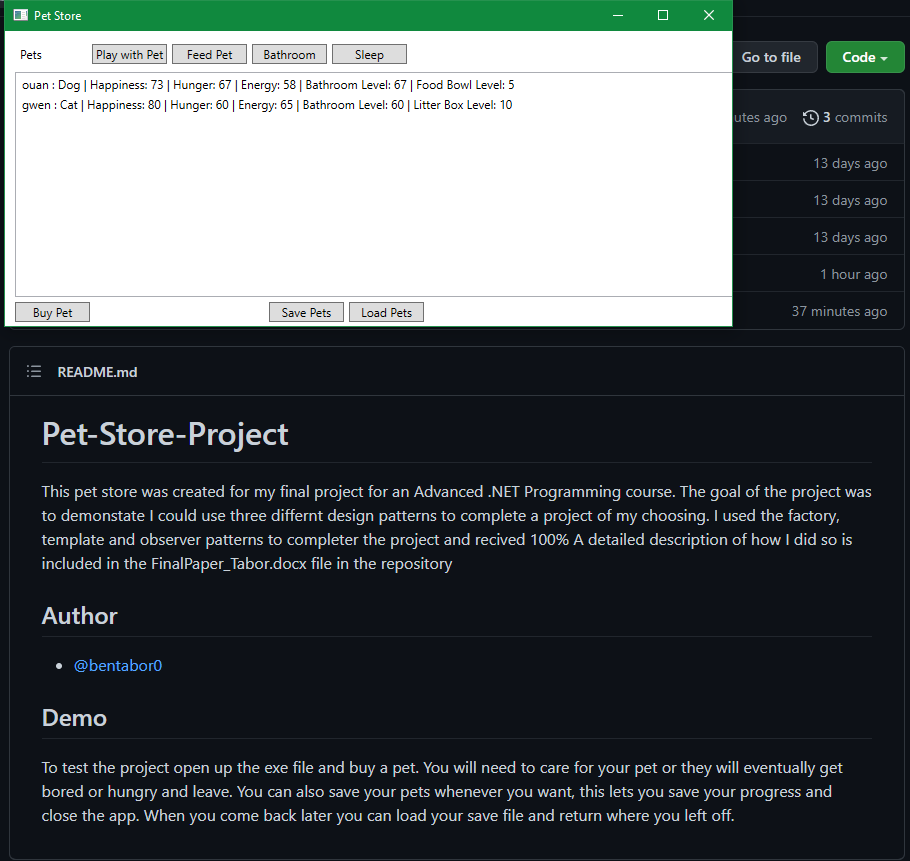 Pet Store
Pets Play with Pet Feed Pet Bathroom Sleep
ouan : Dog | Happiness: 73 | Hunger: 67 | Energy: 58 | Bathroom Level: 67 | Food Bowl Level: 5
gwen : Cat | Happiness: 80 | Hunger: 60 | Energy: 65 | Bathroom Level: 60 | Litter Box Level: 10
Buy Pet Save Pets Load Pets
Go to file Code
ago 3 commits
13 days ago
13 days ago
13 days ago
1 hour ago
37 minutes ago
README.md
Pet-Store-Project
This pet store was created for my final project for an Advanced .NET Programming course. The goal of the project was
to demonstate I could use three differnt design patterns to complete a project of my choosing. I used the factory,
template and observer patterns to completer the project and recived 100% A detailed description of how I did so is
included in the FinalPaper_Tabor.docx file in the repository
Author
@bentabor0
Demo
To test the project open up the exe file and buy a pet. You will need to care for your pet or they will eventually get
bored or hungry and leave. You can also save your pets whenever you want, this lets you save your progress and
close the app. When you come back later you can load your save file and return where you left off.